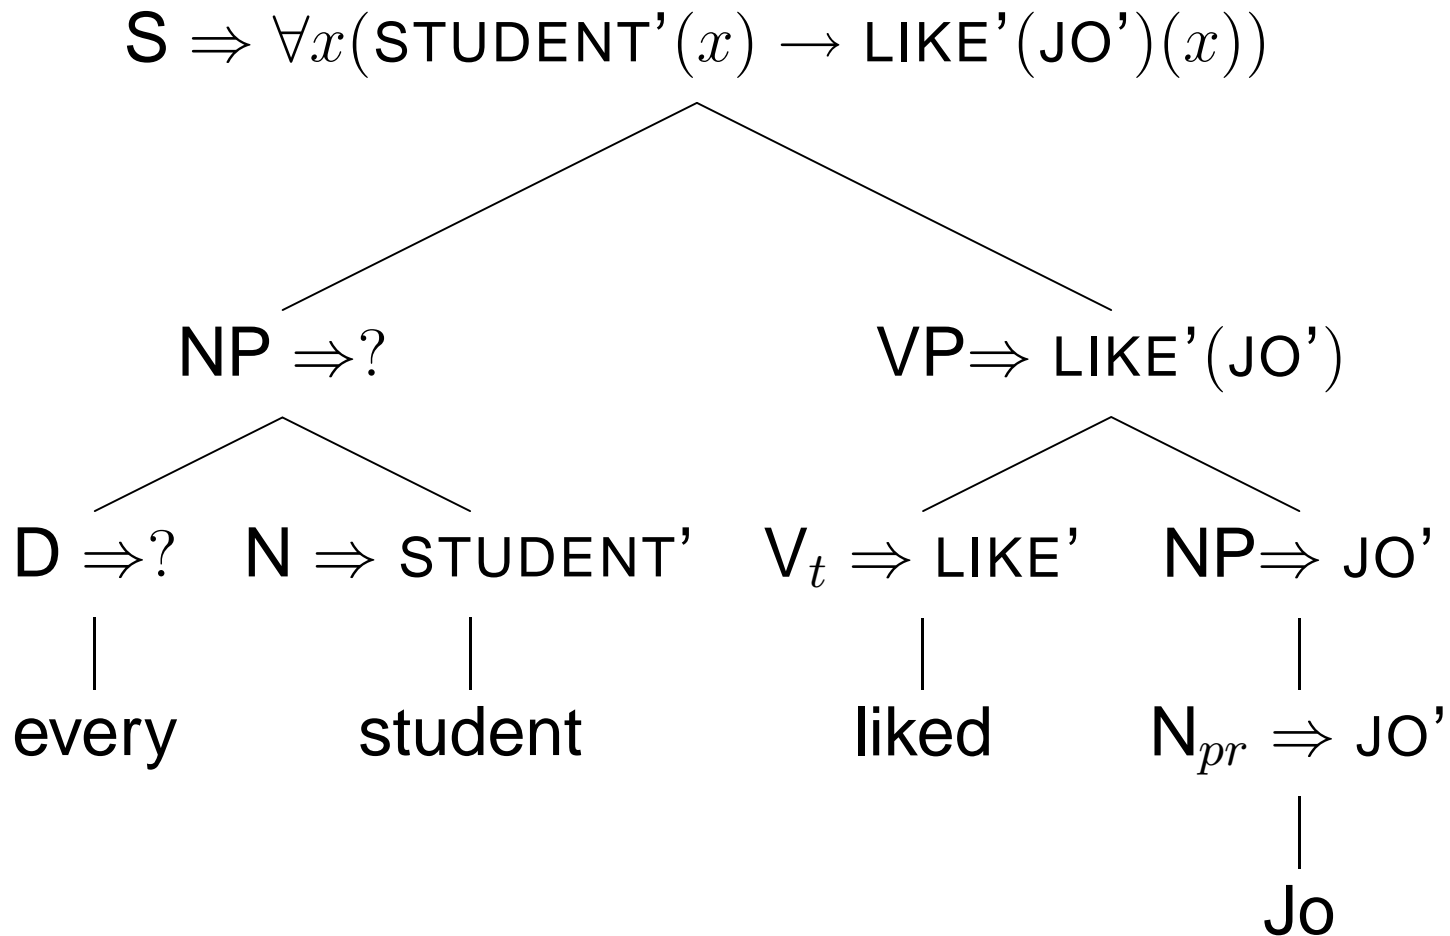 S ⇒ ∀x(STUDENT'(x) → LIKE'(JO')(x))
NP ⇒? VP⇒ LIKE'(JO')
D ⇒? N ⇒ STUDENT' V_t ⇒ LIKE' NP⇒ JO'
every student liked N_pr ⇒ JO'
Jo